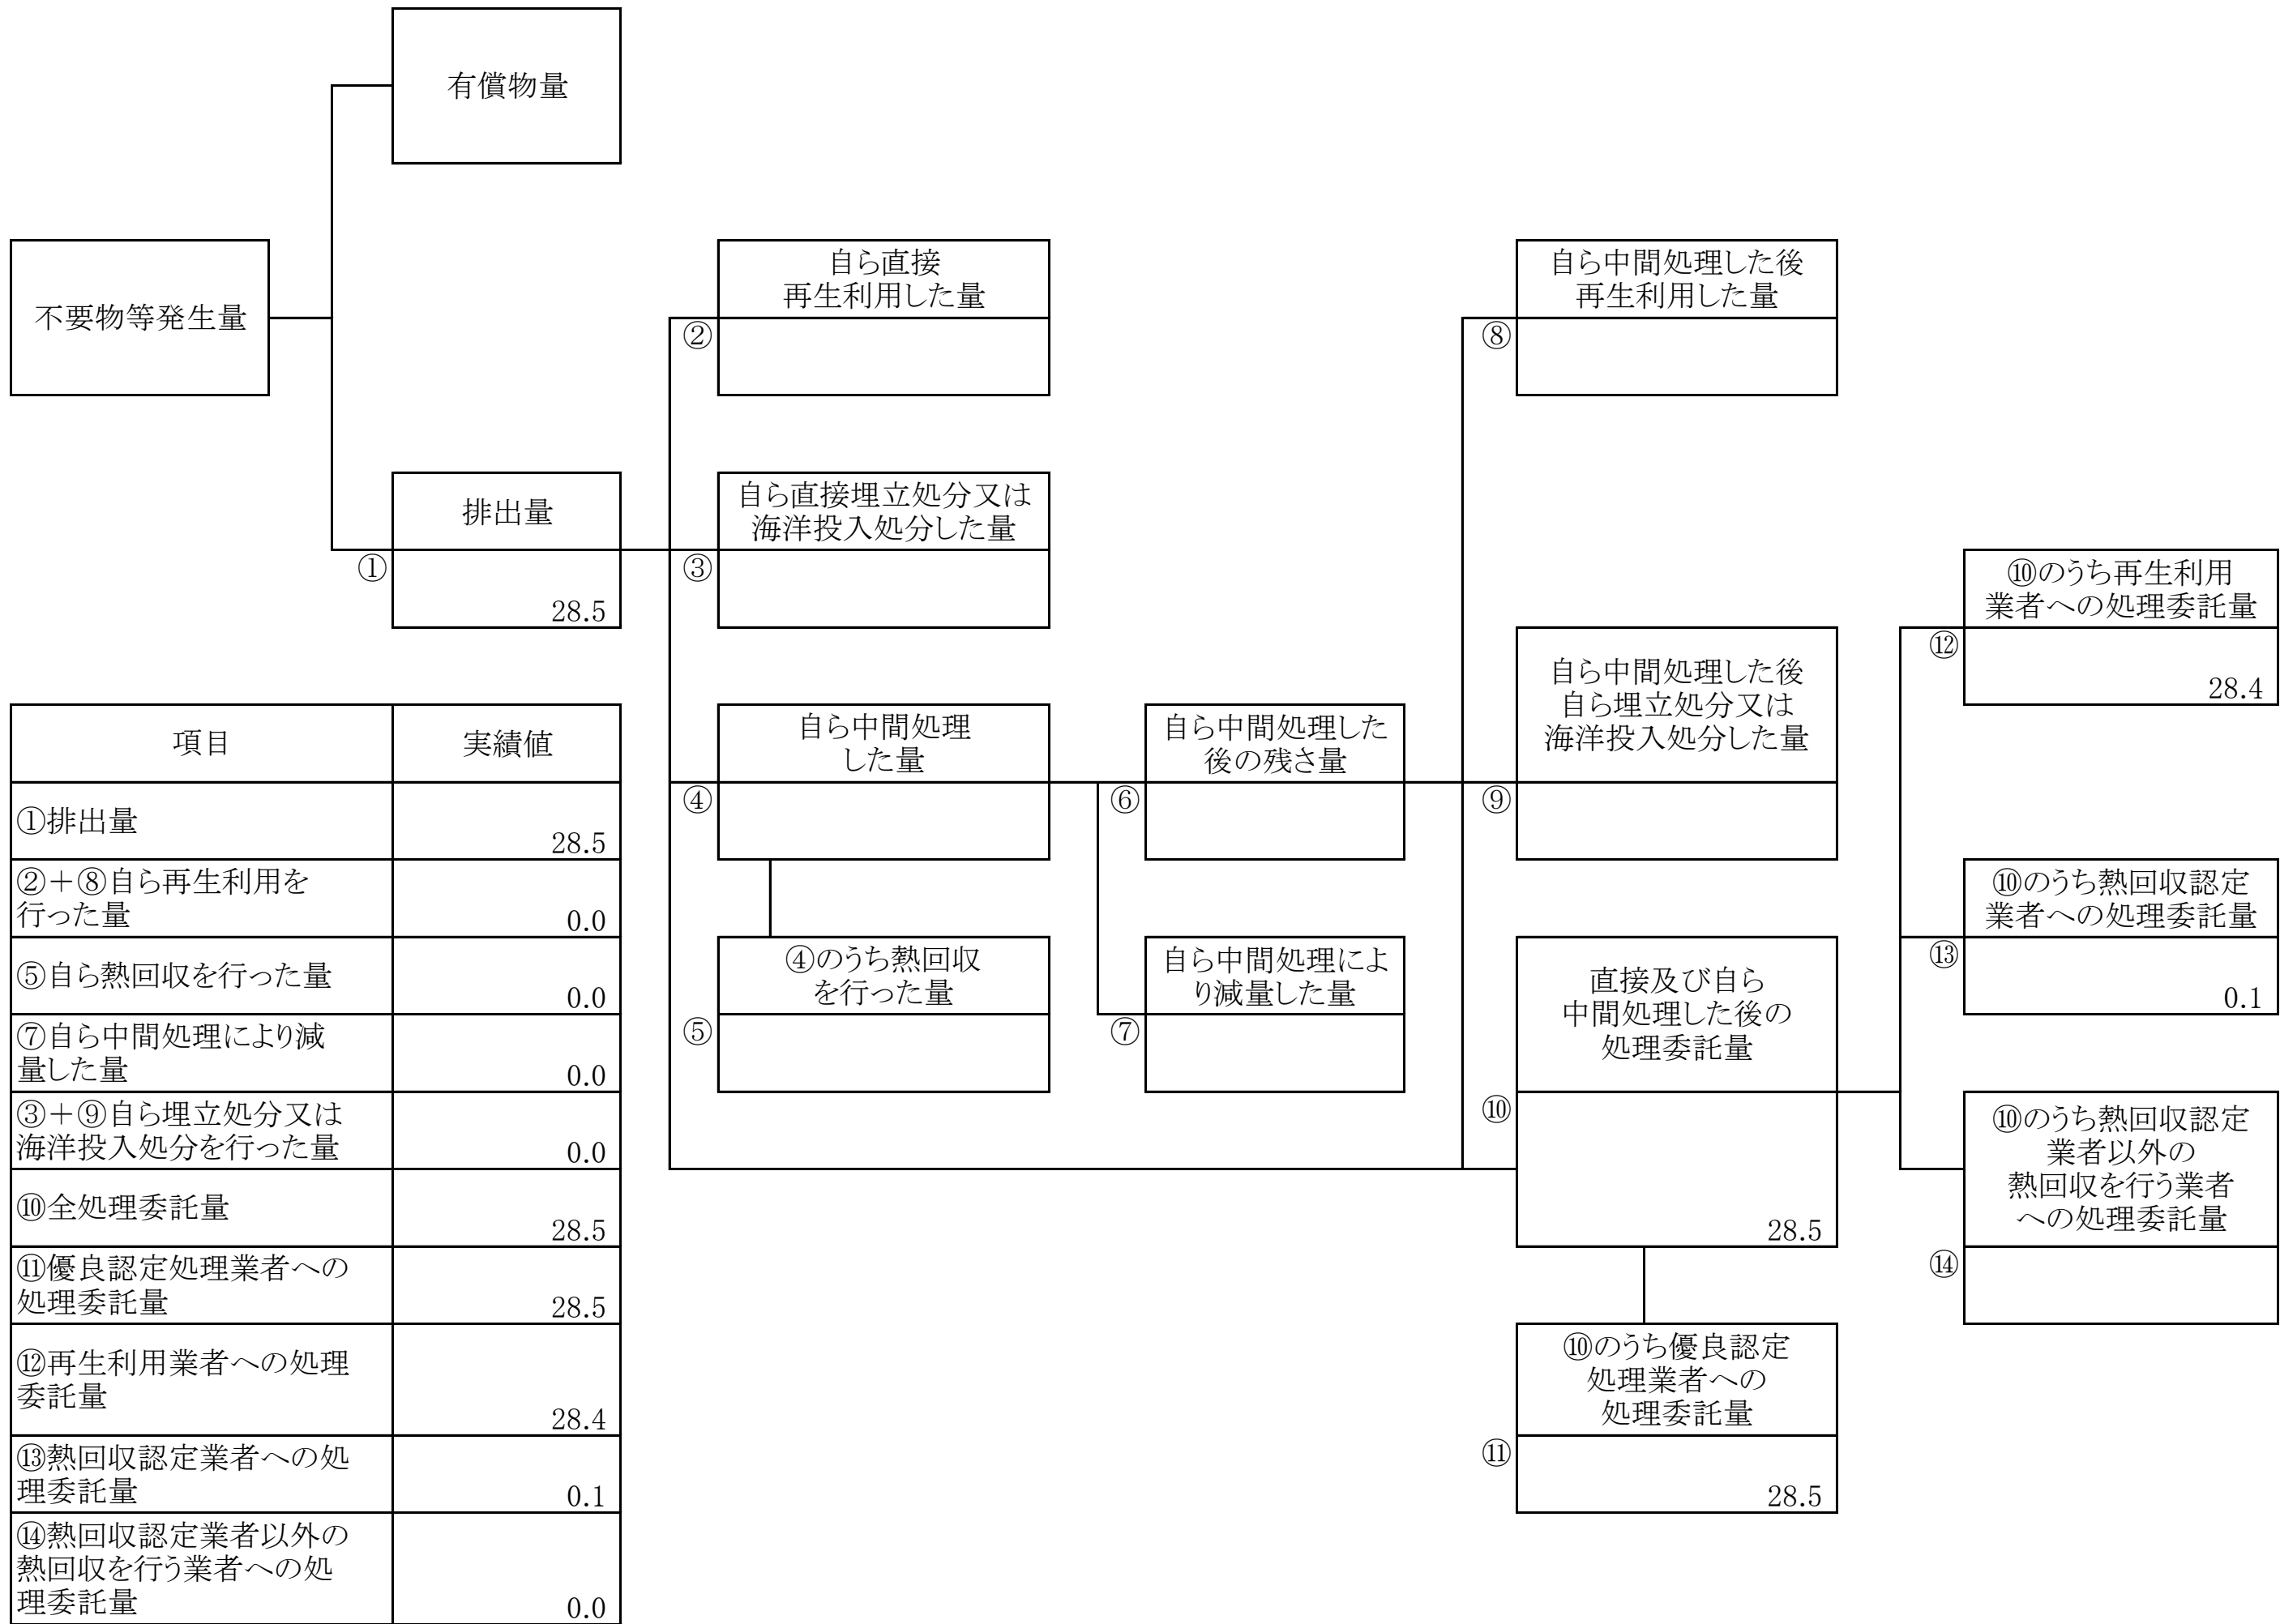 有償物量
不要物等発生量
自ら直接
再生利用した量
②
自ら中間処理した後
再生利用した量
⑧
排出量
①
28.5
自ら直接埋立処分又は
海洋投入処分した量
③
⑩のうち再生利用
業者への処理委託量
⑫
28.4
自ら中間処理した後
自ら埋立処分又は
海洋投入処分した量
⑨
自ら中間処理
した量
④
自ら中間処理した
後の残さ量
⑥
⑩のうち熱回収認定
業者への処理委託量
⑬
0.1
④のうち熱回収
を行った量
⑤
自ら中間処理によ
り減量した量
⑦
直接及び自ら
中間処理した後の
処理委託量
⑩
28.5
⑩のうち熱回収認定
業者以外の
熱回収を行う業者
への処理委託量
⑭
⑩のうち優良認定
処理業者への
処理委託量
⑪
28.5
項目 実績値
①排出量
28.5
②+⑧自ら再生利用を
行った量
0.0
⑤自ら熱回収を行った量
0.0
⑦自ら中間処理により減
量した量
0.0
③+⑨自ら埋立処分又は
海洋投入処分を行った量
0.0
⑩全処理委託量
28.5
⑪優良認定処理業者への
処理委託量
28.5
⑫再生利用業者への処理
委託量
28.4
⑬熱回収認定業者への処
理委託量
0.1
⑭熱回収認定業者以外の
熱回収を行う業者への処
理委託量
0.0